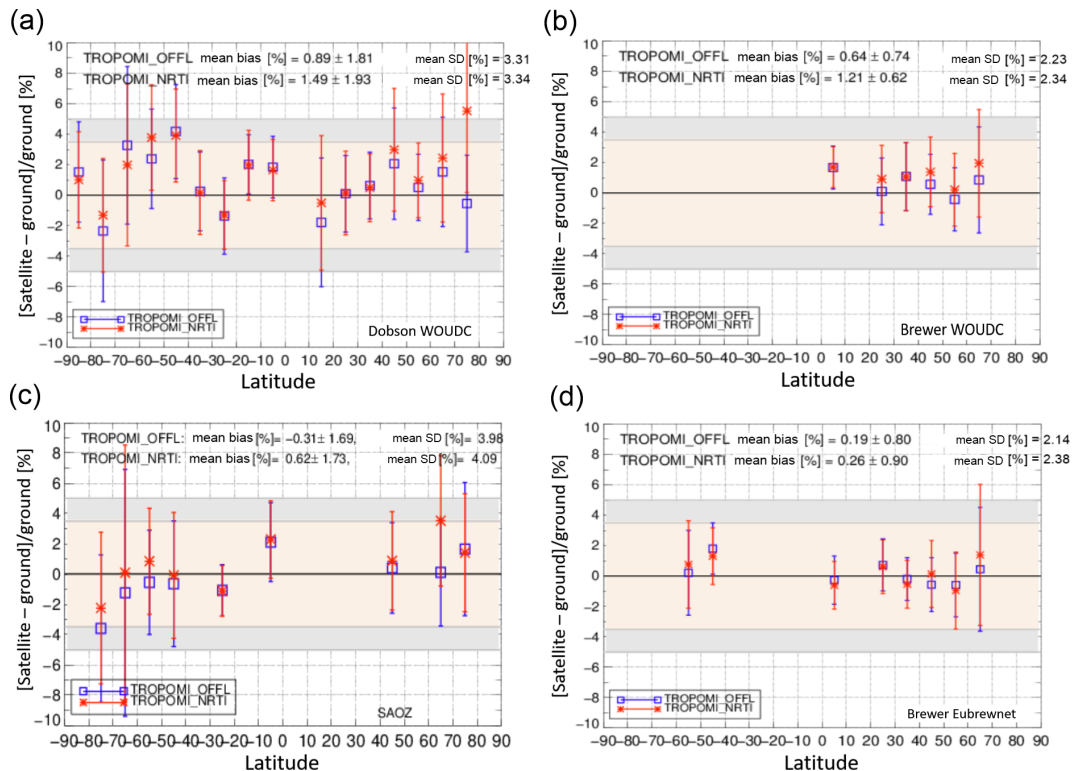 (a)
TROPOMI_OFFL mean bias [%] = 0.89 ± 1.81 mean SD [%] = 3.31
TROPOMI_NRTI mean bias [%] = 1.49 ± 1.93 mean SD [%] = 3.34
[Satellite – ground]/ground [%]
10
8
6
4
2
0
−2
−4
−6
−8
−10
TROPOMI_OFFL
TROPOMI_NRTI
Dobson WOUDC
−90−80−70−60−50−40−30−20−10 0 10 20 30 40 50 60 70 80 90
Latitude
(b)
TROPOMI_OFFL mean bias [%] = 0.64 ± 0.74 mean SD [%] = 2.23
TROPOMI_NRTI mean bias [%] = 1.21 ± 0.62 mean SD [%] = 2.34
[Satellite – ground]/ground [%]
10
8
6
4
2
0
−2
−4
−6
−8
−10
TROPOMI_OFFL
TROPOMI_NRTI
Brewer WOUDC
−90−80−70−60−50−40−30−20−10 0 10 20 30 40 50 60 70 80 90
Latitude
(c)
TROPOMI_OFFL: mean bias [%]= −0.31± 1.69, mean SD [%] = 3.98
TROPOMI_NRTI: mean bias [%]= 0.62± 1.73, mean SD [%] = 4.09
[Satellite – ground]/ground [%]
10
8
6
4
2
0
−2
−4
−6
−8
−10
TROPOMI_OFFL
TROPOMI_NRTI
SAOZ
−90−80−70−60−50−40−30−20−10 0 10 20 30 40 50 60 70 80 90
Latitude
(d)
TROPOMI_OFFL mean bias [%] = 0.19 ± 0.80 mean SD [%] = 2.14
TROPOMI_NRTI mean bias [%] = 0.26 ± 0.90 mean SD [%] = 2.38
[Satellite – ground]/ground [%]
10
8
6
4
2
0
−2
−4
−6
−8
−10
TROPOMI_OFFL
TROPOMI_NRTI
Brewer Eubrewnet
−90−80−70−60−50−40−30−20−10 0 10 20 30 40 50 60 70 80 90
Latitude